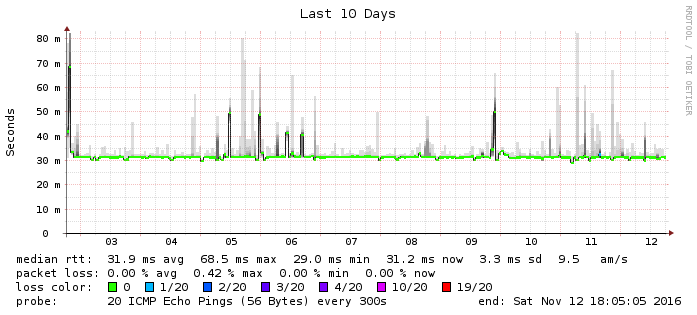 Last 10 Days
RRDTOOL / TOBI OETIKER
Seconds
80 m
70 m
60 m
50 m
40 m
30 m
20 m
10 m
0
03 04 05 06 07 08 09 10 11 12
median rtt: 31.9 ms avg 68.5 ms max 29.0 ms min 31.2 ms now 3.3 ms sd 9.5 am/s
packet loss: 0.00 % avg 0.42 % max 0.00 % min 0.00 % now
loss color: 0 1/20 2/20 3/20 4/20 10/20 19/20
probe: 20 ICMP Echo Pings (56 Bytes) every 300s end: Sat Nov 12 18:05:05 2016